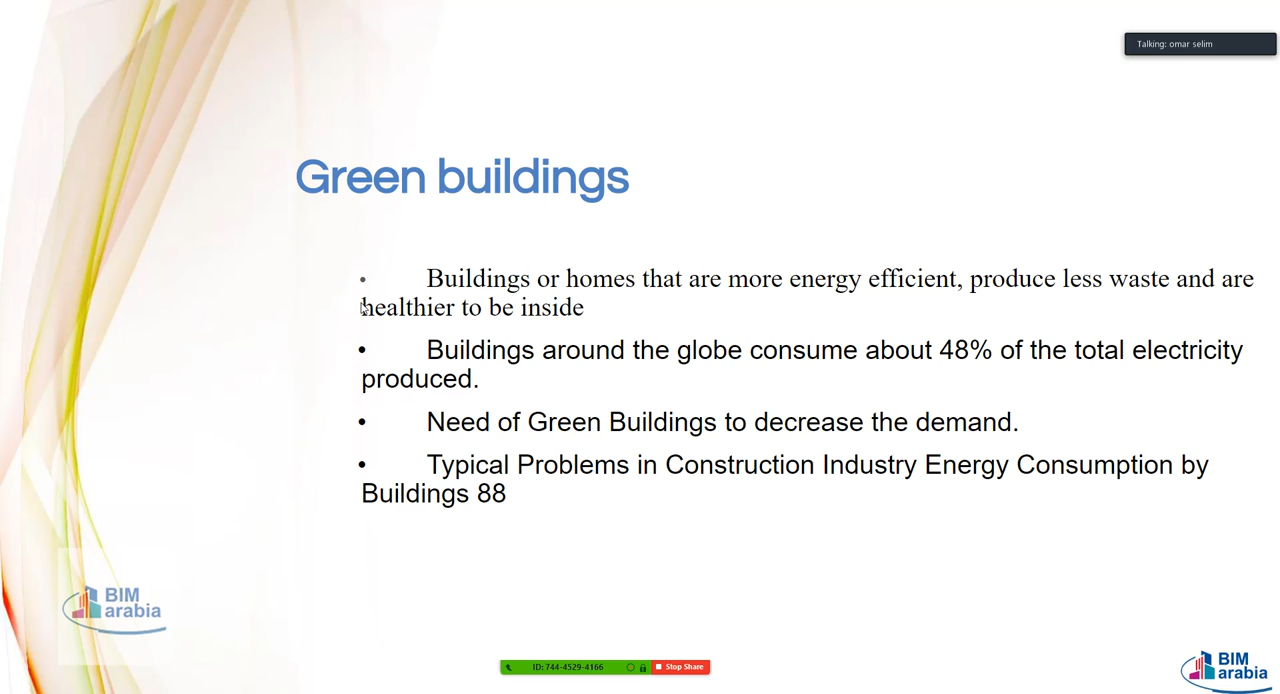 Talking: omar selim
Green buildings
• Buildings or homes that are more energy efficient, produce less waste and are
healthier to be inside
• Buildings around the globe consume about 48% of the total electricity
produced.
• Need of Green Buildings to decrease the demand.
• Typical Problems in Construction Industry Energy Consumption by
Buildings 88
BIM
arabia
ID: 744-4529-4166
Stop Share
BIM
arabia